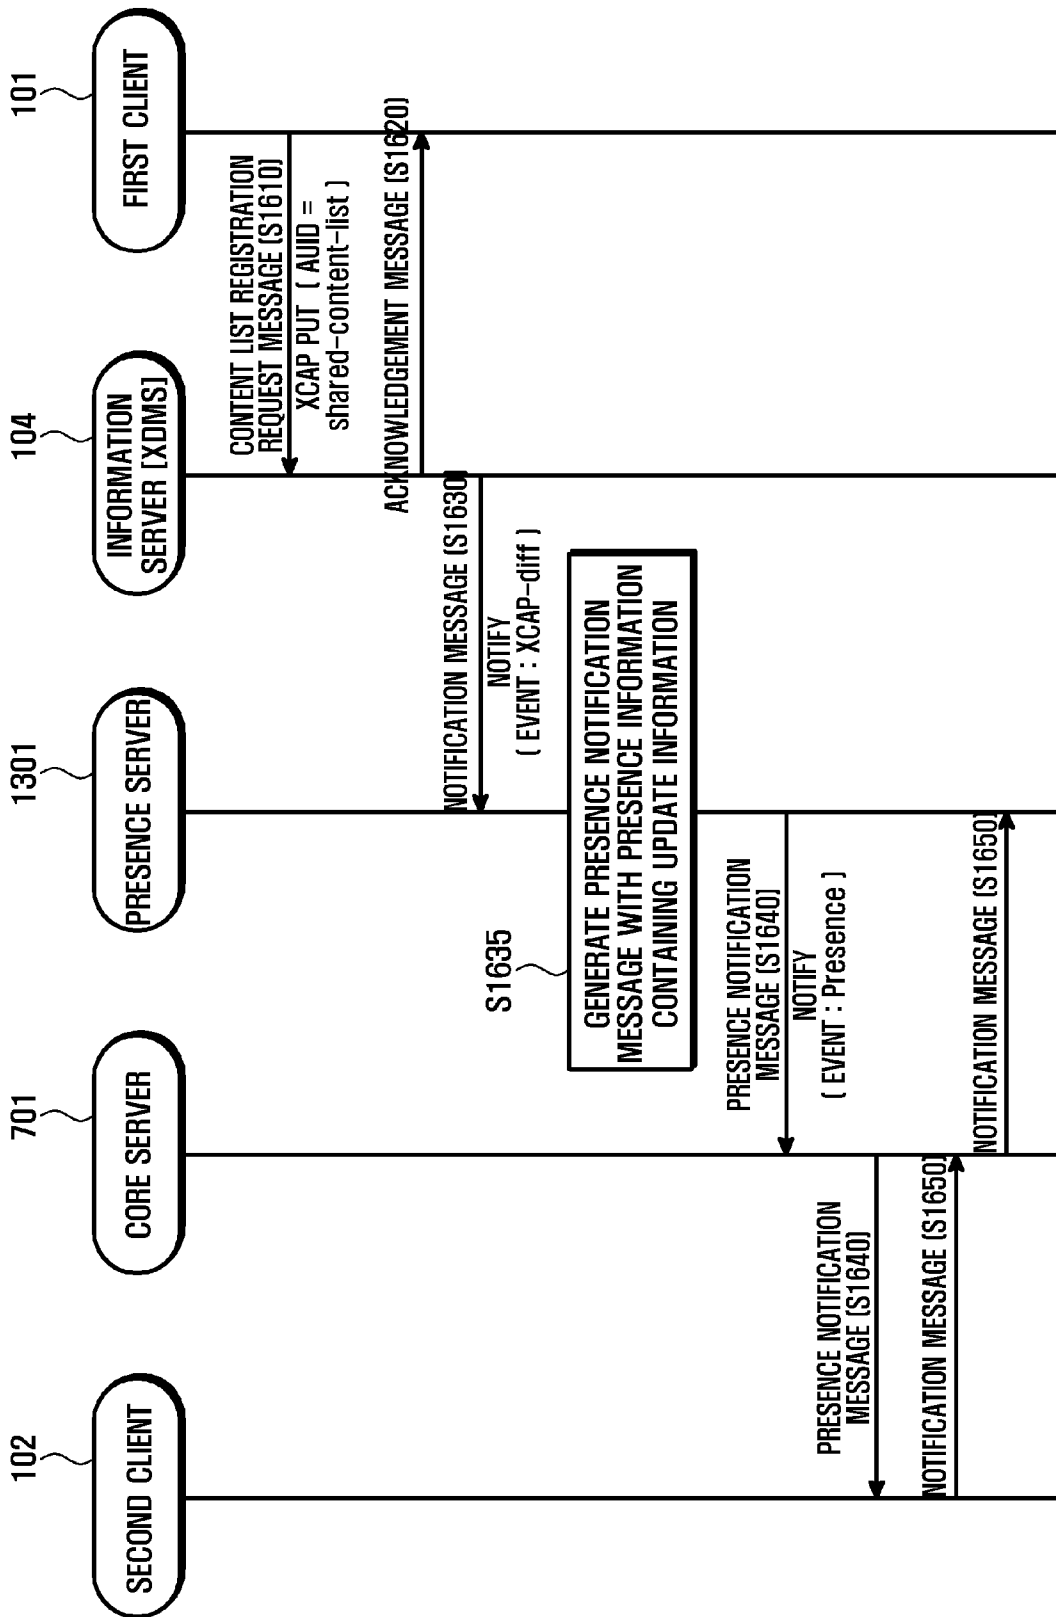 102
SECOND CLIENT
701
CORE SERVER
1301
PRESENCE SERVER
104
INFORMATION
SERVER [XDMS]
101
FIRST CLIENT
CONTENT LIST REGISTRATION
REQUEST MESSAGE (S1610)
XCAP PUT ( AUID =
shared-content-list )
ACKNOWLEDGEMENT MESSAGE (S1620)
NOTIFICATION MESSAGE (S1630)
NOTIFY
( EVENT : XCAP-diff )
S1635
GENERATE PRESENCE NOTIFICATION
MESSAGE WITH PRESENCE INFORMATION
CONTAINING UPDATE INFORMATION
PRESENCE NOTIFICATION
MESSAGE (S1640)
NOTIFY
( EVENT : Presence )
PRESENCE NOTIFICATION
MESSAGE (S1640)
NOTIFICATION MESSAGE (S1650)
NOTIFICATION MESSAGE (S1650)